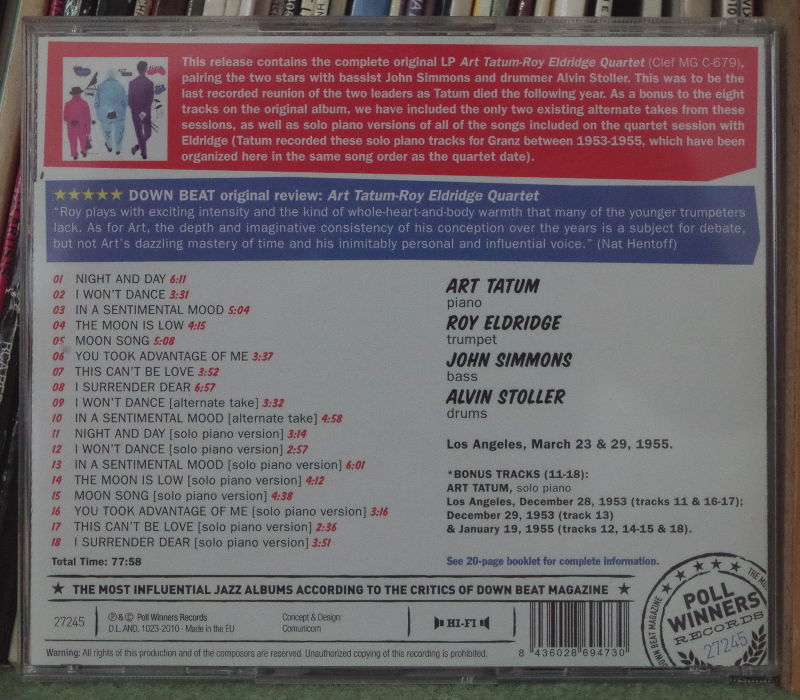 This release contains the complete original LP Art Tatum-Roy Eldridge Quartet (Clef MG C-679),
pairing the two stars with bassist John Simmons and drummer Alvin Stoller. This was to be the
last recorded reunion of the two leaders as Tatum died the following year. As a bonus to the eight
tracks on the original album, we have included the only two existing alternate takes from these
sessions, as well as solo piano versions of all of the songs included on the quartet session with
Eldridge (Tatum recorded these solo piano tracks for Granz between 1953-1955, which have been
organized here in the same song order as the quartet date).
★★★★★ DOWN BEAT original review: Art Tatum-Roy Eldridge Quartet
“Roy plays with exciting intensity and the kind of whole-heart-and-body warmth that many of the younger trumpeters
lack. As for Art, the depth and imaginative consistency of his conception over the years is a subject for debate,
but not Art’s dazzling mastery of time and his inimitably personal and influential voice.” (Nat Hentoff)
01 NIGHT AND DAY 6:11
02 I WON’T DANCE 3:31
03 IN A SENTIMENTAL MOOD 5:04
04 THE MOON IS LOW 4:15
05 MOON SONG 5:08
06 YOU TOOK ADVANTAGE OF ME 3:37
07 THIS CAN’T BE LOVE 3:52
08 I SURRENDER DEAR 6:57
09 I WON’T DANCE [alternate take] 3:32
10 IN A SENTIMENTAL MOOD [alternate take] 4:58
11 NIGHT AND DAY [solo piano version] 3:14
12 I WON’T DANCE [solo piano version] 2:57
13 IN A SENTIMENTAL MOOD [solo piano version] 6:01
14 THE MOON IS LOW [solo piano version] 4:12
15 MOON SONG [solo piano version] 4:38
16 YOU TOOK ADVANTAGE OF ME [solo piano version] 3:16
17 THIS CAN’T BE LOVE [solo piano version] 2:36
18 I SURRENDER DEAR [solo piano version] 3:51
Total Time: 77:58
ART TATUM
piano
ROY ELDRIDGE
trumpet
JOHN SIMMONS
bass
ALVIN STOLLER
drums
Los Angeles, March 23 & 29, 1955.
*BONUS TRACKS (11-18):
ART TATUM, solo piano
Los Angeles, December 28, 1953 (tracks 11 & 16-17);
December 29, 1953 (track 13)
& January 19, 1955 (tracks 12, 14-15 & 18).
See 20-page booklet for complete information.
★ THE MOST INFLUENTIAL JAZZ ALBUMS ACCORDING TO THE CRITICS OF DOWN BEAT MAGAZINE ★
27245
℗ & © Poll Winners Records
D.L. AND. 1023-2010 · Made in the EU
Concept & Design:
Comunicom
HI-FI
8 436028 694730
POLL
WINNERS
RECORDS
27245
Warning: All rights of this production and of the composers are reserved. Unauthorized copying of this recording is prohibited.